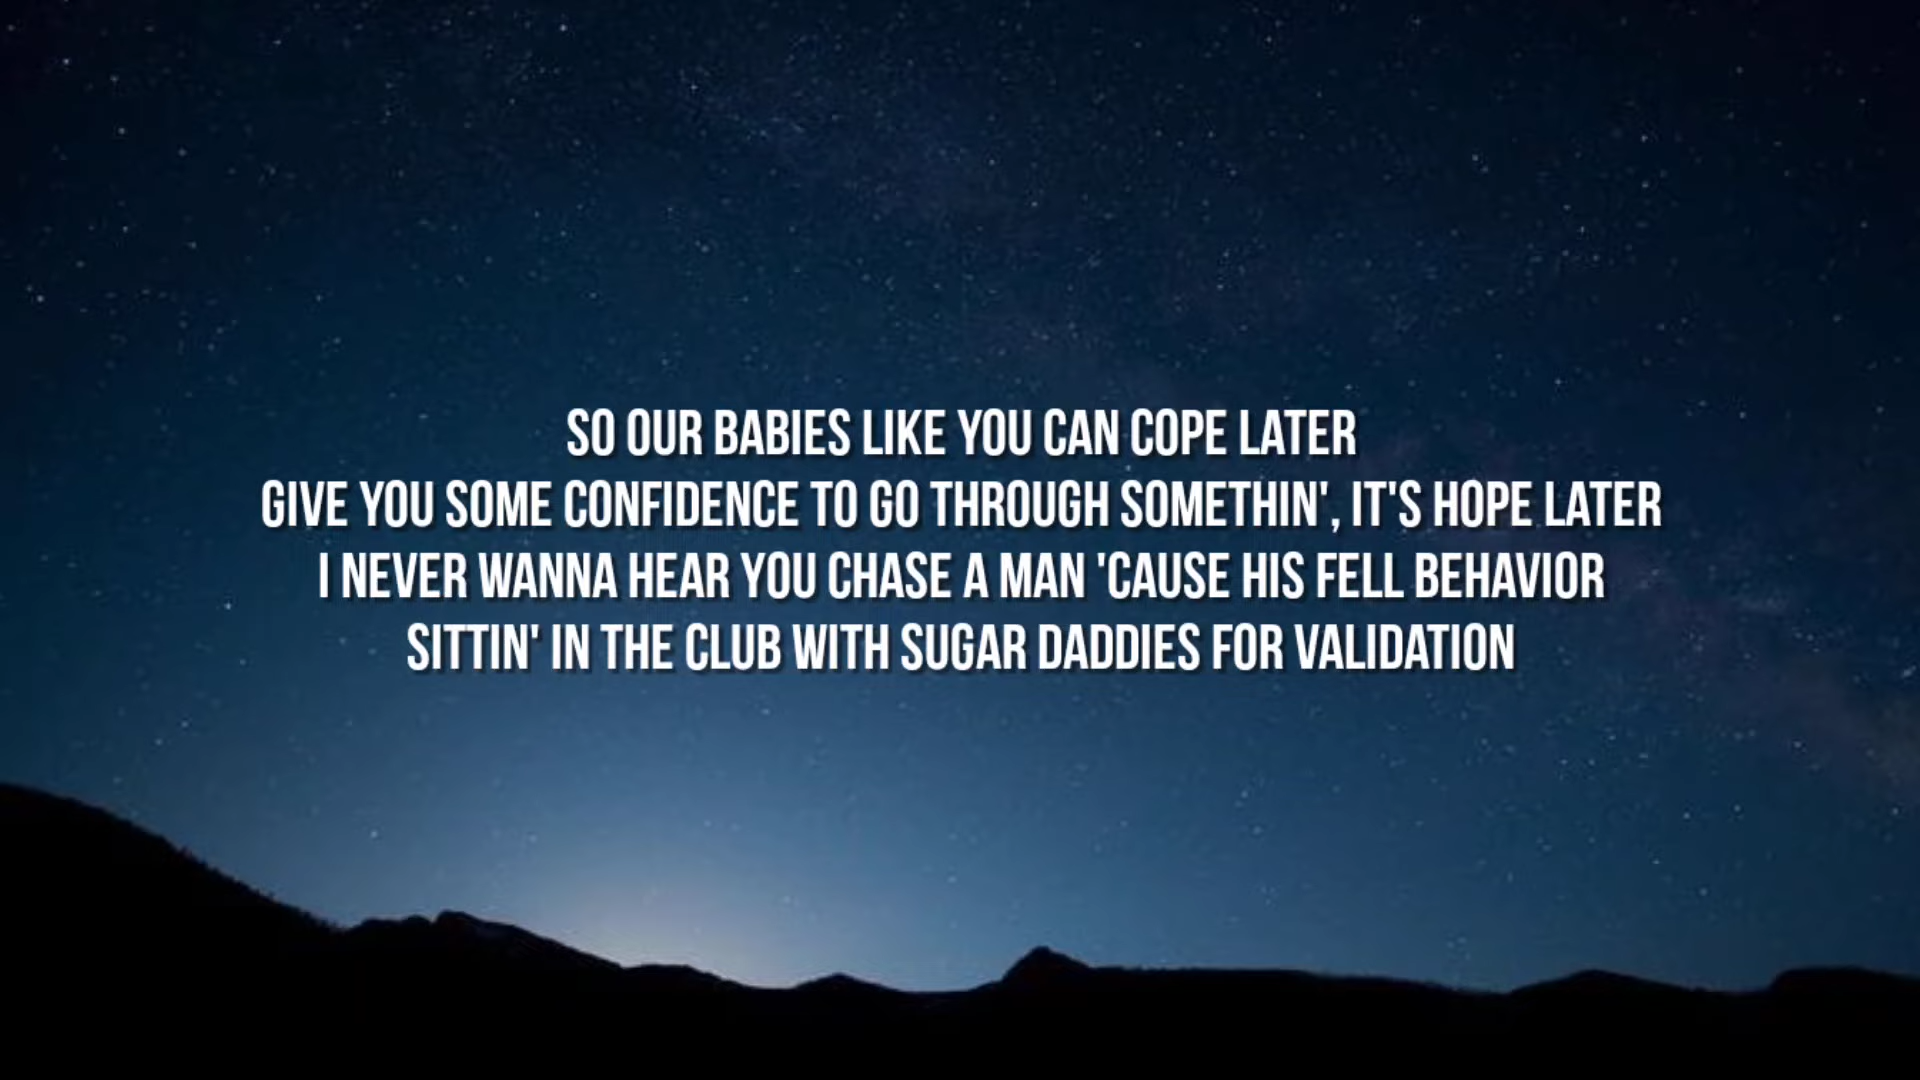 SO OUR BABIES LIKE YOU CAN COPE LATER
GIVE YOU SOME CONFIDENCE TO GO THROUGH SOMETHIN', IT'S HOPE LATER
I NEVER WANNA HEAR YOU CHASE A MAN 'CAUSE HIS FELL BEHAVIOR
SITTIN' IN THE CLUB WITH SUGAR DADDIES FOR VALIDATION